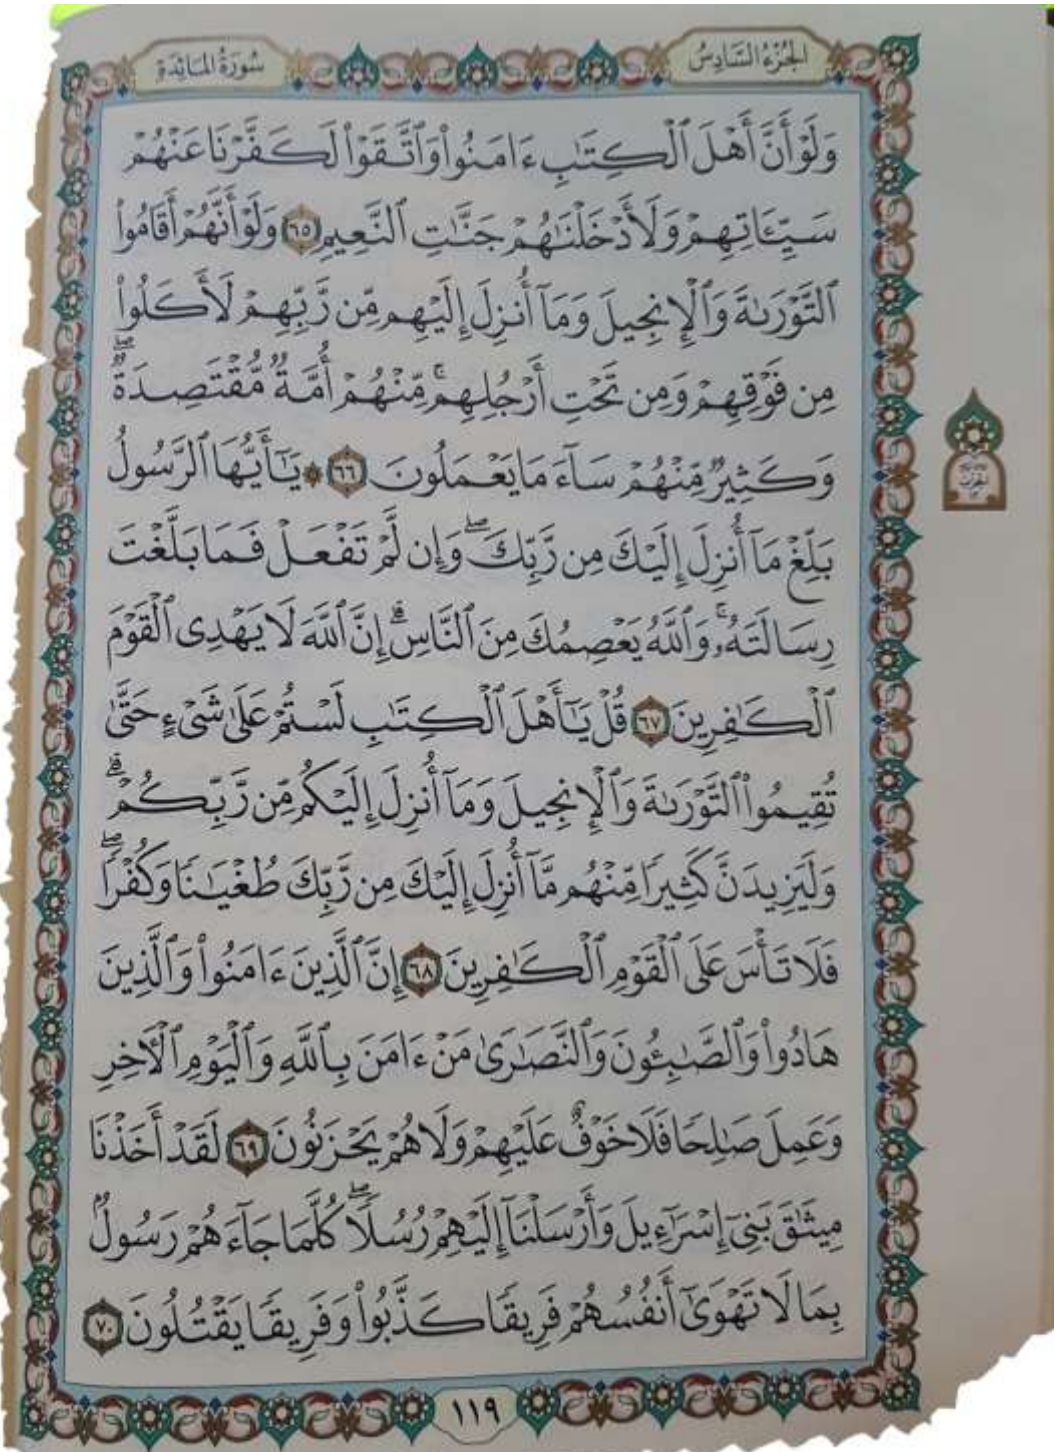 الجزء السادس
سورة المائدة
وَلَوْ أَنَّ أَهْلَ ٱلْكِتَٰبِ ءَامَنُوا۟ وَٱتَّقَوْا۟ لَكَفَّرْنَا عَنْهُمْ
سَيِّـَٔاتِهِمْ وَلَأَدْخَلْنَٰهُمْ جَنَّٰتِ ٱلنَّعِيمِ ٦٥ وَلَوْ أَنَّهُمْ أَقَامُوا۟
ٱلتَّوْرَىٰةَ وَٱلْإِنجِيلَ وَمَآ أُنزِلَ إِلَيْهِم مِّن رَّبِّهِمْ لَأَكَلُوا۟
مِن فَوْقِهِمْ وَمِن تَحْتِ أَرْجُلِهِم ۚ مِّنْهُمْ أُمَّةٌ مُّقْتَصِدَةٌ ۖ
وَكَثِيرٌ مِّنْهُمْ سَآءَ مَا يَعْمَلُونَ ٦٦ ۞ يَٰٓأَيُّهَا ٱلرَّسُولُ
بَلِّغْ مَآ أُنزِلَ إِلَيْكَ مِن رَّبِّكَ ۖ وَإِن لَّمْ تَفْعَلْ فَمَا بَلَّغْتَ
رِسَالَتَهُۥ ۚ وَٱللَّهُ يَعْصِمُكَ مِنَ ٱلنَّاسِ ۗ إِنَّ ٱللَّهَ لَا يَهْدِى ٱلْقَوْمَ
ٱلْكَٰفِرِينَ ٦٧ قُلْ يَٰٓأَهْلَ ٱلْكِتَٰبِ لَسْتُمْ عَلَىٰ شَىْءٍ حَتَّىٰ
تُقِيمُوا۟ ٱلتَّوْرَىٰةَ وَٱلْإِنجِيلَ وَمَآ أُنزِلَ إِلَيْكُم مِّن رَّبِّكُمْ ۗ
وَلَيَزِيدَنَّ كَثِيرًا مِّنْهُم مَّآ أُنزِلَ إِلَيْكَ مِن رَّبِّكَ طُغْيَٰنًا وَكُفْرًا ۖ
فَلَا تَأْسَ عَلَى ٱلْقَوْمِ ٱلْكَٰفِرِينَ ٦٨ إِنَّ ٱلَّذِينَ ءَامَنُوا۟ وَٱلَّذِينَ
هَادُوا۟ وَٱلصَّٰبِـُٔونَ وَٱلنَّصَٰرَىٰ مَنْ ءَامَنَ بِٱللَّهِ وَٱلْيَوْمِ ٱلْءَاخِرِ
وَعَمِلَ صَٰلِحًا فَلَا خَوْفٌ عَلَيْهِمْ وَلَا هُمْ يَحْزَنُونَ ٦٩ لَقَدْ أَخَذْنَا
مِيثَٰقَ بَنِىٓ إِسْرَٰٓءِيلَ وَأَرْسَلْنَآ إِلَيْهِمْ رُسُلًا ۖ كُلَّمَا جَآءَهُمْ رَسُولٌۢ
بِمَا لَا تَهْوَىٰٓ أَنفُسُهُمْ فَرِيقًا كَذَّبُوا۟ وَفَرِيقًا يَقْتُلُونَ ٧٠
١١٩